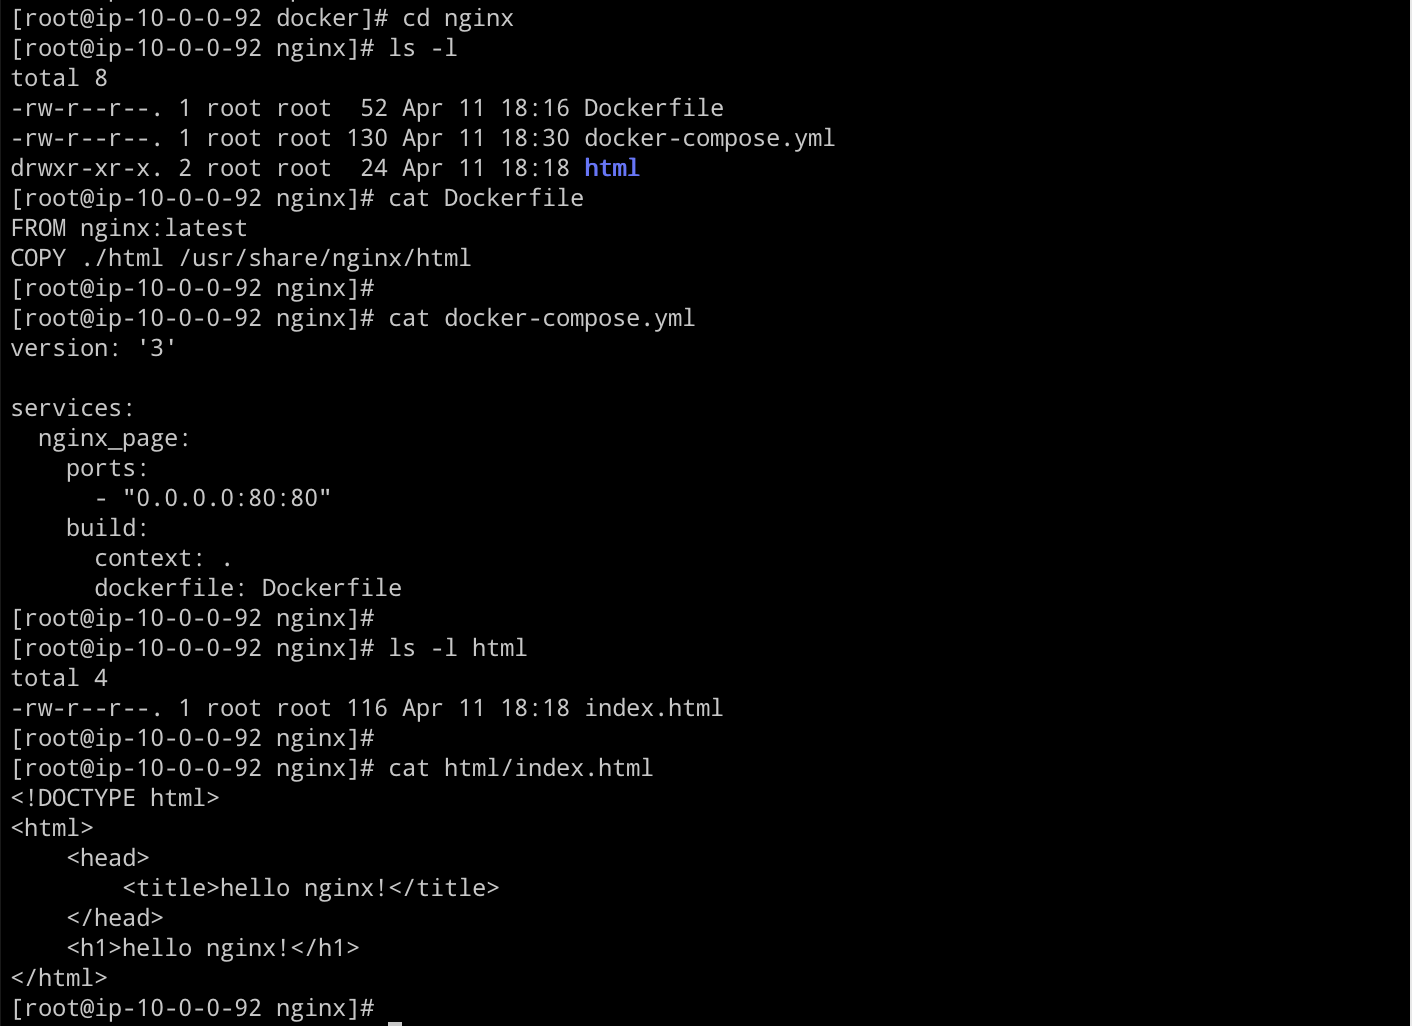 [root@ip-10-0-0-92 docker]# cd nginx
[root@ip-10-0-0-92 nginx]# ls -l
total 8
-rw-r--r--. 1 root root  52 Apr 11 18:16 Dockerfile
-rw-r--r--. 1 root root 130 Apr 11 18:30 docker-compose.yml
drwxr-xr-x. 2 root root  24 Apr 11 18:18 html
[root@ip-10-0-0-92 nginx]# cat Dockerfile
FROM nginx:latest
COPY ./html /usr/share/nginx/html
[root@ip-10-0-0-92 nginx]#
[root@ip-10-0-0-92 nginx]# cat docker-compose.yml
version: '3'

services:
  nginx_page:
    ports:
      - "0.0.0.0:80:80"
    build:
      context: .
      dockerfile: Dockerfile
[root@ip-10-0-0-92 nginx]#
[root@ip-10-0-0-92 nginx]# ls -l html
total 4
-rw-r--r--. 1 root root 116 Apr 11 18:18 index.html
[root@ip-10-0-0-92 nginx]#
[root@ip-10-0-0-92 nginx]# cat html/index.html
<!DOCTYPE html>
<html>
    <head>
        <title>hello nginx!</title>
    </head>
    <h1>hello nginx!</h1>
</html>
[root@ip-10-0-0-92 nginx]#